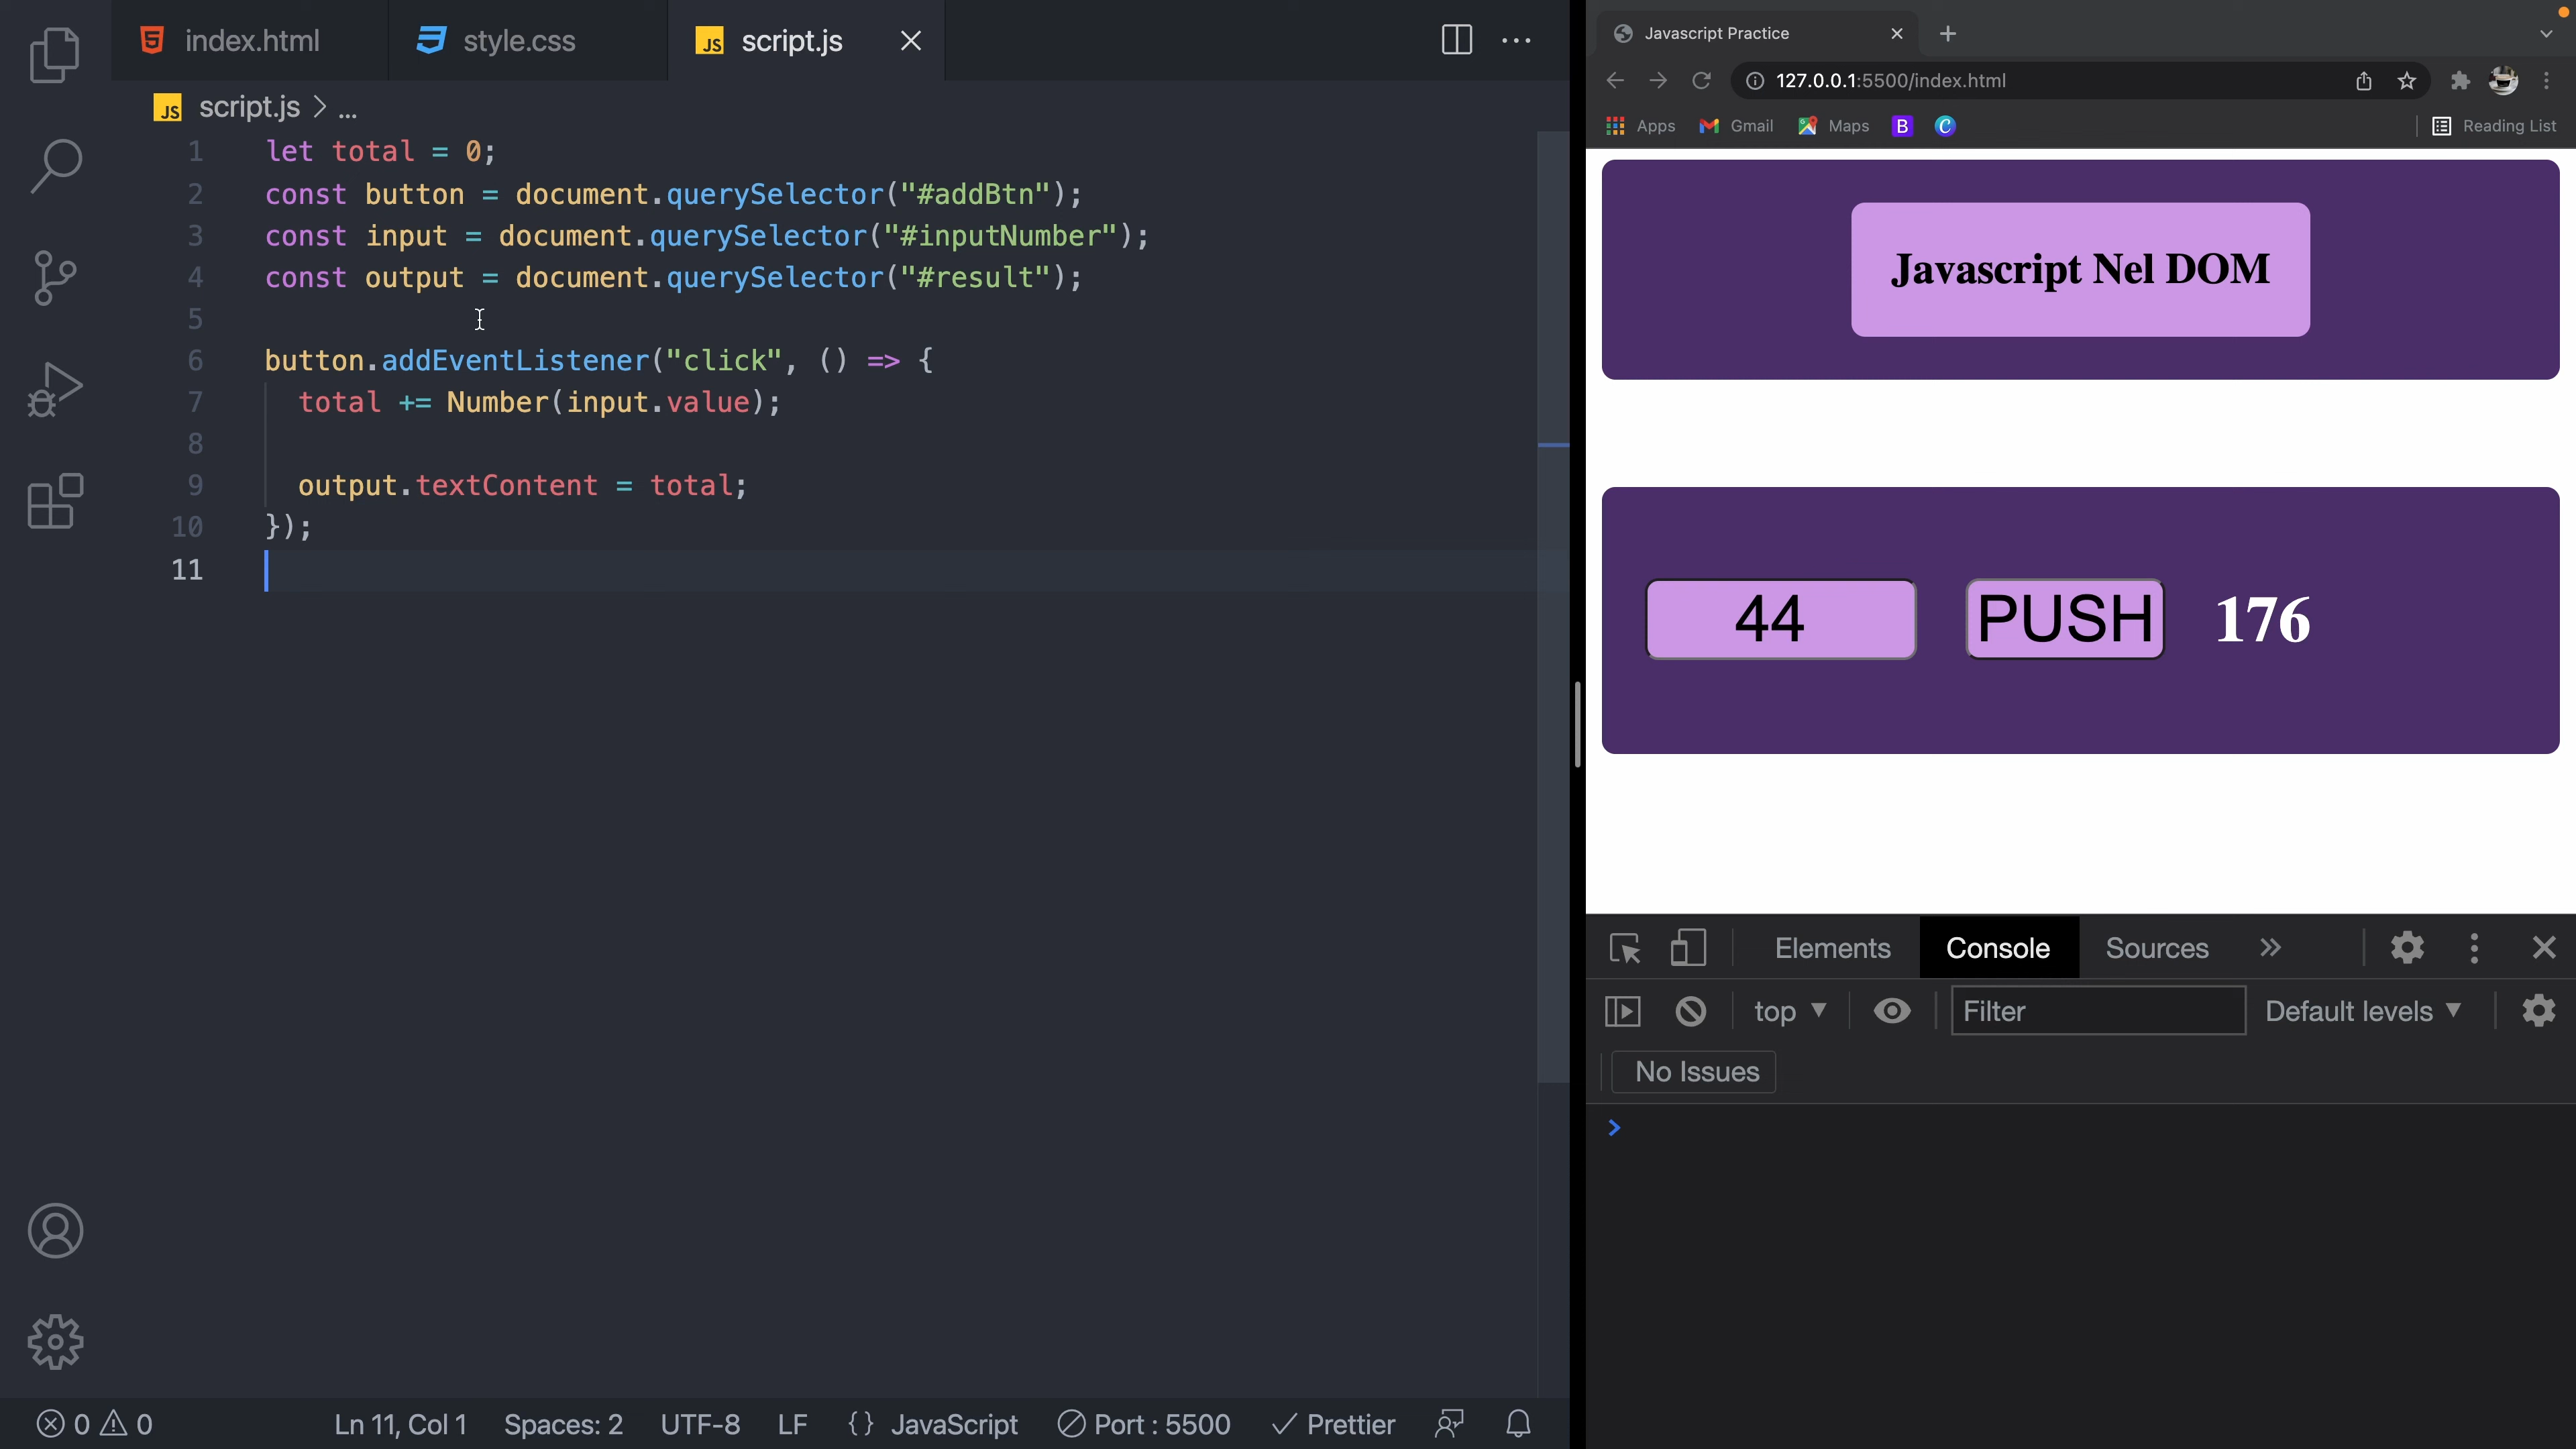 index.html
style.css
JS script.js
JS script.js > ...
1 let total = 0;
2 const button = document.querySelector("#addBtn");
3 const input = document.querySelector("#inputNumber");
4 const output = document.querySelector("#result");
5
6 button.addEventListener("click", () => {
7 total += Number(input.value);
8
9 output.textContent = total;
10 });
11
0 0
Ln 11, Col 1 Spaces: 2 UTF-8 LF {} JavaScript Port : 5500 Prettier
Javascript Practice
127.0.0.1:5500/index.html
Apps Gmail Maps B C Reading List
Javascript Nel DOM
44 PUSH 176
Elements Console Sources
top Filter Default levels
No Issues